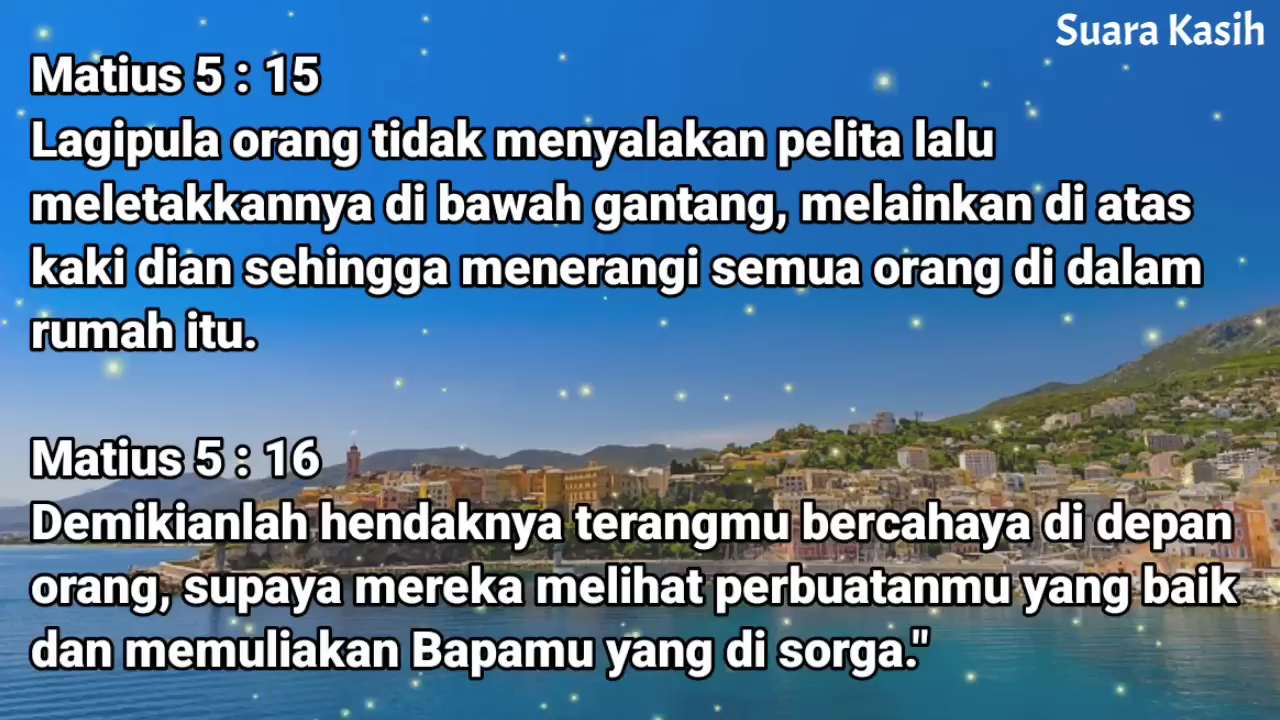 Suara Kasih
Matius 5 : 15
Lagipula orang tidak menyalakan pelita lalu
meletakkannya di bawah gantang, melainkan di atas
kaki dian sehingga menerangi semua orang di dalam
rumah itu.
Matius 5 : 16
Demikianlah hendaknya terangmu bercahaya di depan
orang, supaya mereka melihat perbuatanmu yang baik
dan memuliakan Bapamu yang di sorga."